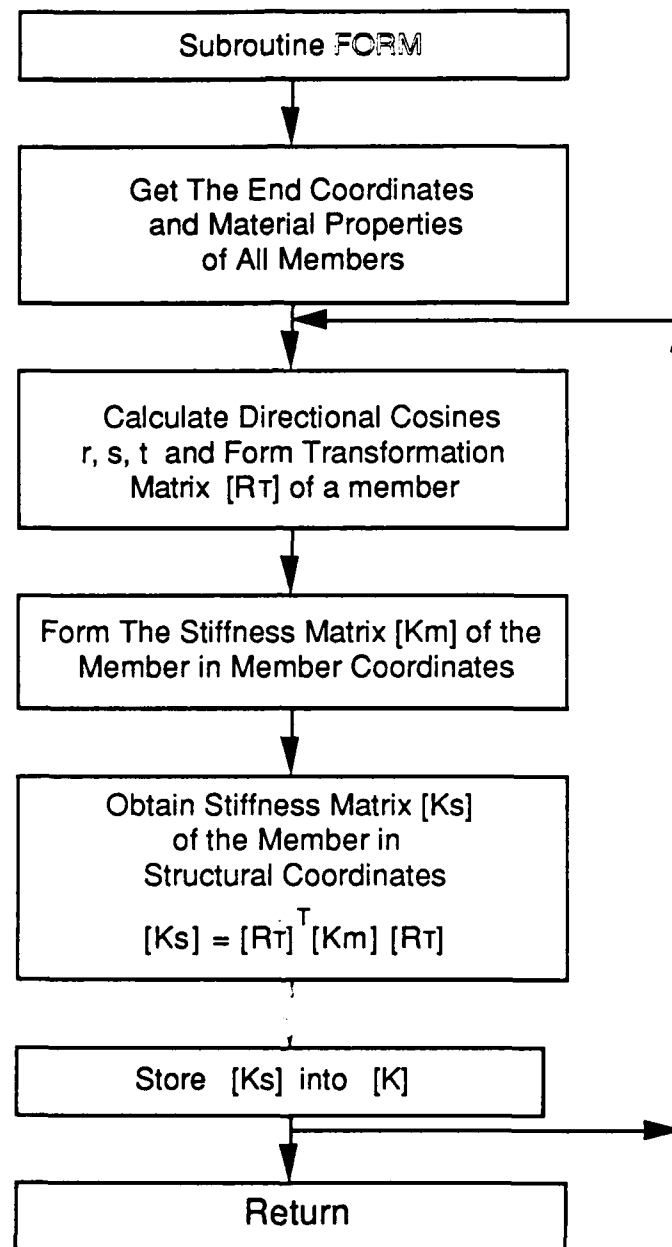 Subroutine FORM
Get The End Coordinates
and Material Properties
of All Members
Calculate Directional Cosines
r, s, t and Form Transformation
Matrix [RT] of a member
Form The Stiffness Matrix [Km] of the
Member in Member Coordinates
Obtain Stiffness Matrix [Ks]
of the Member in
Structural Coordinates
[Ks] = [RT]^T [Km] [RT]
Store [Ks] into [K]
Return